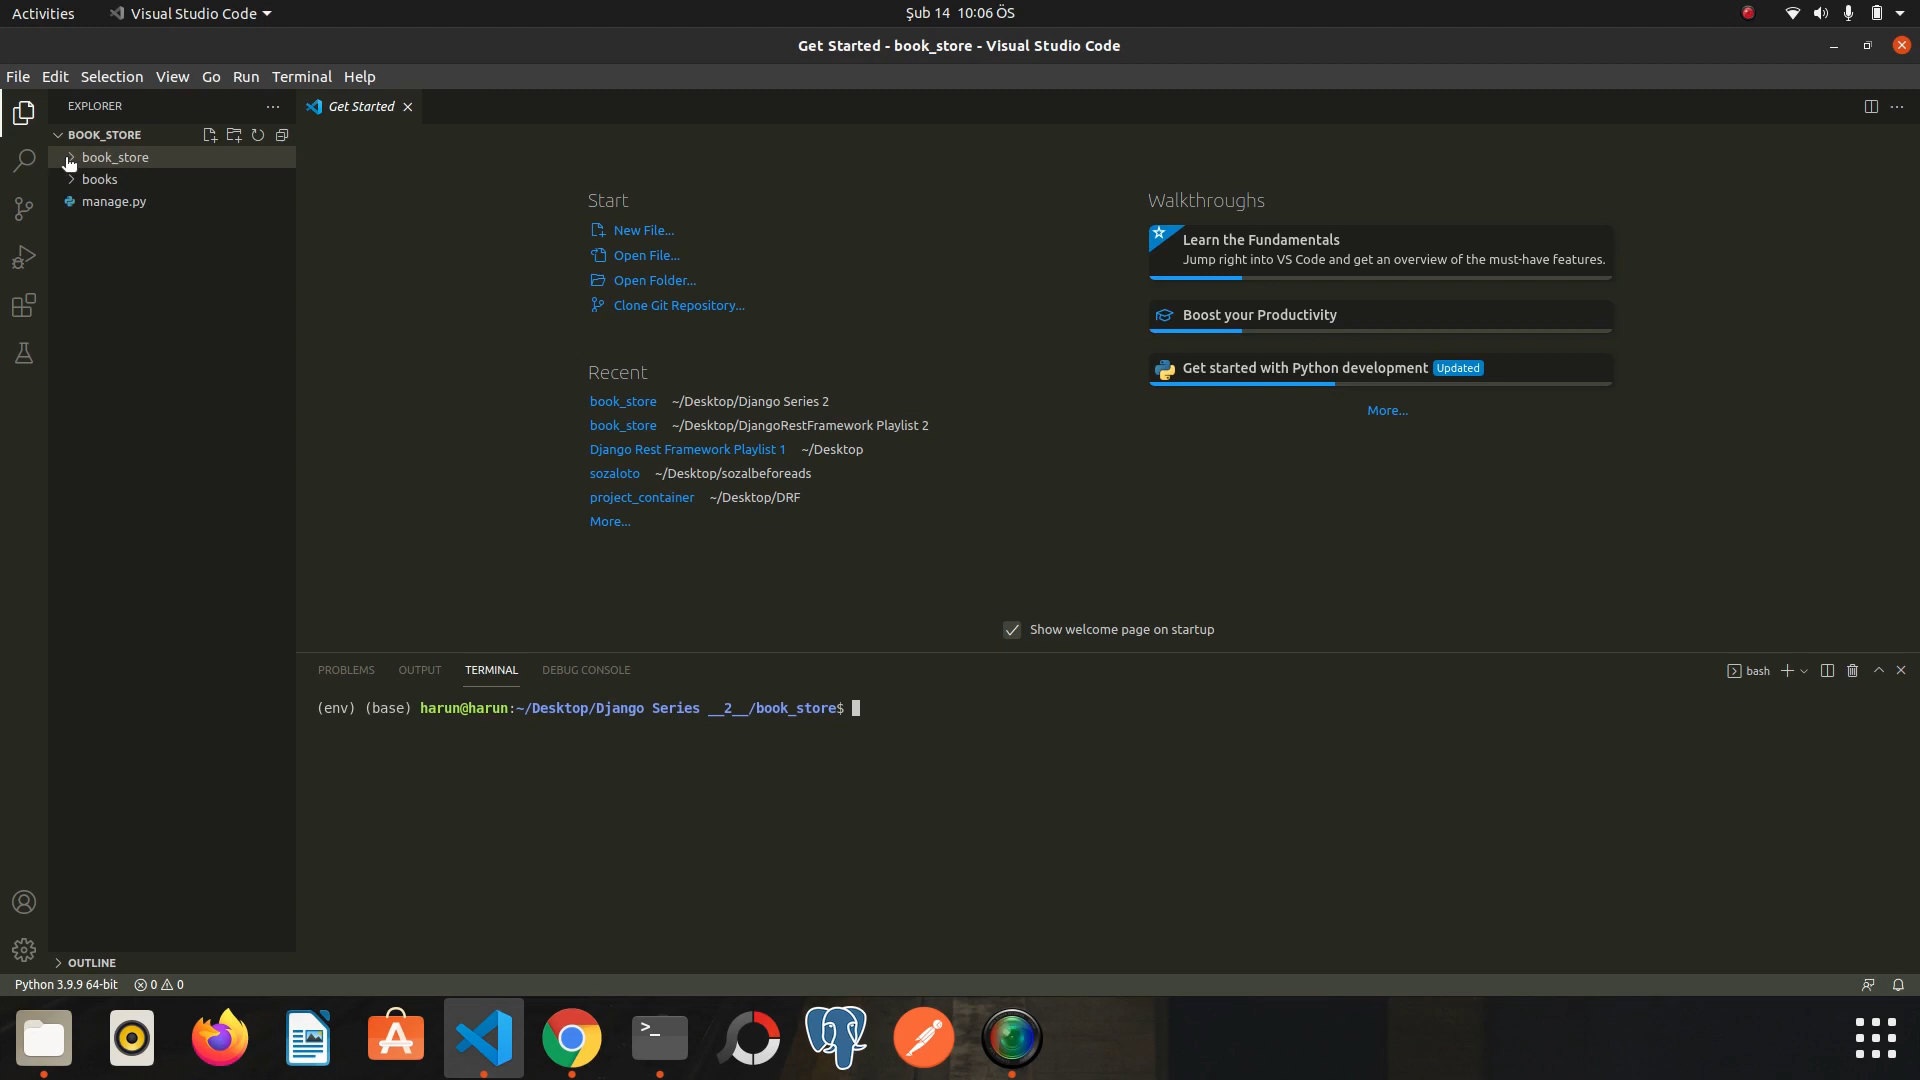 Activities Visual Studio Code Şub 14 10:06 ÖS
Get Started - book_store - Visual Studio Code
File Edit Selection View Go Run Terminal Help
EXPLORER
BOOK_STORE
book_store
books
manage.py
OUTLINE
Get Started
Start
New File...
Open File...
Open Folder...
Clone Git Repository...
Recent
book_store ~/Desktop/Django Series 2
book_store ~/Desktop/DjangoRestFramework Playlist 2
Django Rest Framework Playlist 1 ~/Desktop
sozaloto ~/Desktop/sozalbeforeads
project_container ~/Desktop/DRF
More...
Walkthroughs
Learn the Fundamentals
Jump right into VS Code and get an overview of the must-have features.
Boost your Productivity
Get started with Python development Updated
More...
Show welcome page on startup
PROBLEMS OUTPUT TERMINAL DEBUG CONSOLE
bash
(env) (base) harun@harun:~/Desktop/Django Series __2__/book_store$
Python 3.9.9 64-bit 0 0